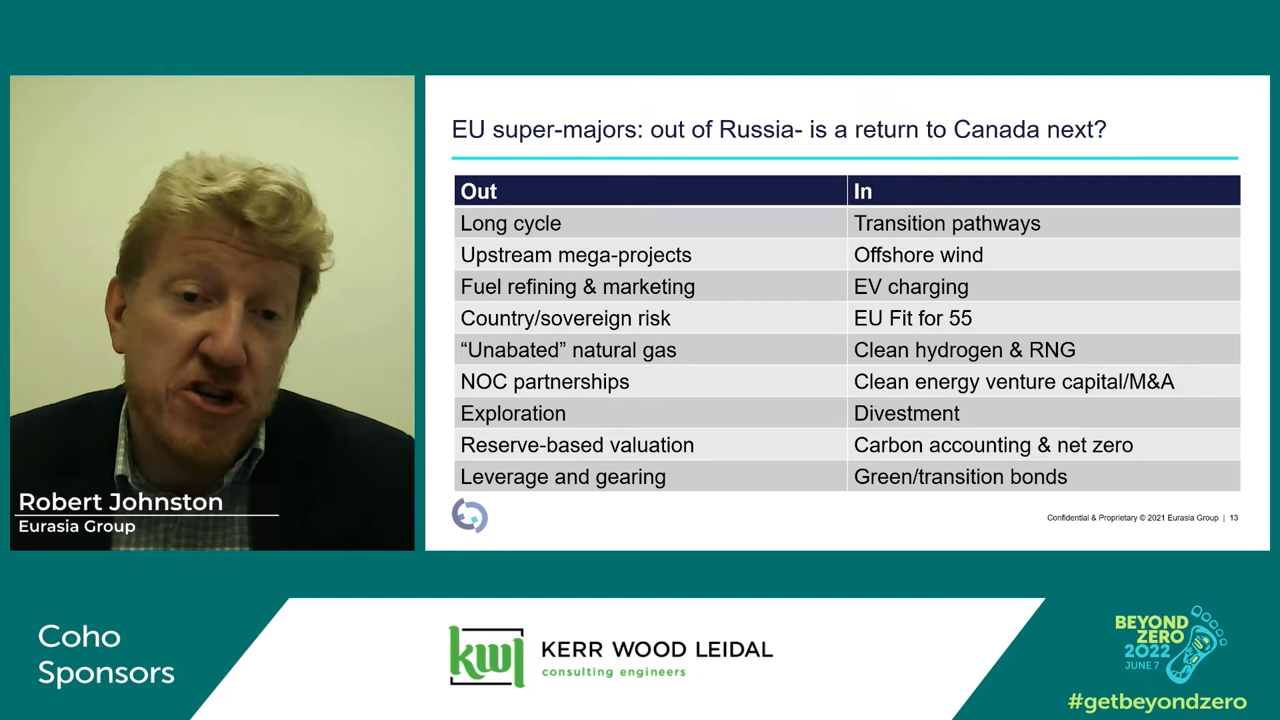 EU super-majors: out of Russia- is a return to Canada next?
Out In
Long cycle Transition pathways
Upstream mega-projects Offshore wind
Fuel refining & marketing EV charging
Country/sovereign risk EU Fit for 55
“Unabated” natural gas Clean hydrogen & RNG
NOC partnerships Clean energy venture capital/M&A
Exploration Divestment
Reserve-based valuation Carbon accounting & net zero
Leverage and gearing Green/transition bonds
Confidential & Proprietary © 2021 Eurasia Group | 13
Robert Johnston
Eurasia Group
Coho
Sponsors
kwl
KERR WOOD LEIDAL
consulting engineers
BEYOND
ZERO
2022
JUNE 7
#getbeyondzero